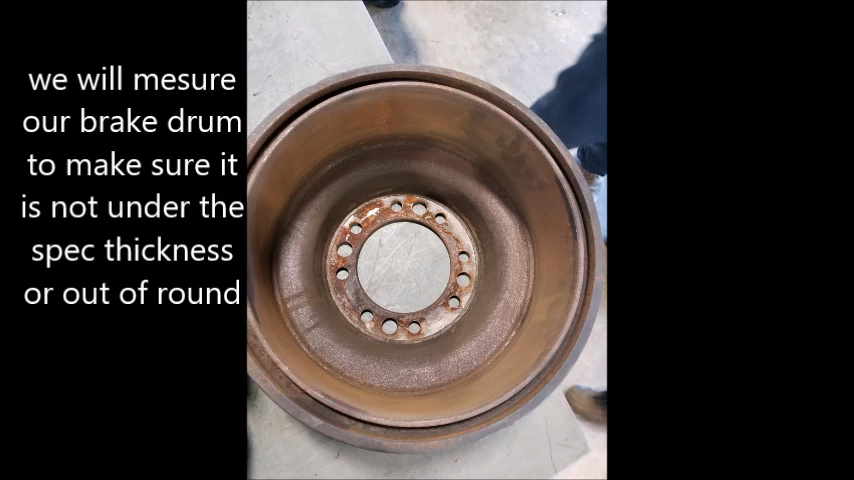 we will mesure
our brake drum
to make sure it
is not under the
spec thickness
or out of round